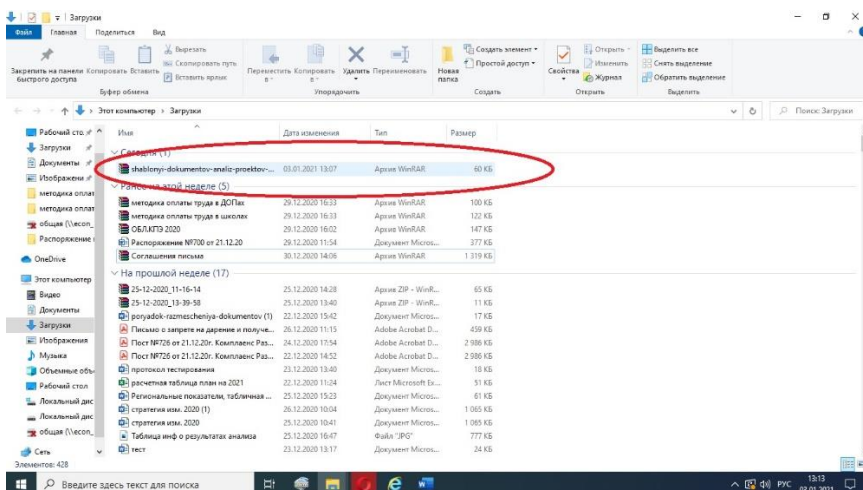 Загрузки
Файл Главная Поделиться Вид
Закрепить на панели быстрого доступа
Копировать
Вставить
Вырезать
Скопировать путь
Вставить ярлык
Буфер обмена
Переместить в
Копировать в
Удалить
Переименовать
Упорядочить
Новая папка
Создать элемент
Простой доступ
Создать
Свойства
Открыть
Изменить
Журнал
Открыть
Выделить все
Снять выделение
Обратить выделение
Выделить
Этот компьютер > Загрузки
Поиск: Загрузки
Рабочий сто.
Загрузки
Документы
Изображени
методика оплат
методика оплат
общая (\\econ_
Распоряжение
OneDrive
Этот компьютер
Видео
Документы
Загрузки
Изображения
Музыка
Объемные объ
Рабочий стол
Локальный дис
Локальный дис
общая (\\econ_
Сеть
Имя Дата изменения Тип Размер
Сегодня (1)
shablonyi-dokumentov-analiz-proektov-... 03.01.2021 13:07 Архив WinRAR 60 КБ
Ранее на этой неделе (5)
методика оплаты труда в ДОПах 29.12.2020 16:33 Архив WinRAR 100 КБ
методика оплаты труда в школах 29.12.2020 16:33 Архив WinRAR 122 КБ
ОБЛ.КПЭ 2020 29.12.2020 16:02 Архив WinRAR 147 КБ
Распоряжение №700 от 21.12.20 29.12.2020 11:54 Документ Micros... 377 КБ
Соглашения письма 30.12.2020 14:06 Архив WinRAR 1 319 КБ
На прошлой неделе (17)
25-12-2020_11-16-14 25.12.2020 14:28 Архив ZIP - WinR... 65 КБ
25-12-2020_13-39-58 25.12.2020 13:40 Архив ZIP - WinR... 11 КБ
poryadok-razmescheniya-dokumentov (1) 22.12.2020 15:42 Документ Micros... 17 КБ
Письмо о запрете на дарение и получе... 26.12.2020 11:15 Adobe Acrobat D... 459 КБ
Пост №726 от 21.12.20г. Комплаенс Раз... 24.12.2020 17:54 Adobe Acrobat D... 2 986 КБ
Пост №726 от 21.12.20г. Комплаенс Раз... 22.12.2020 14:52 Adobe Acrobat D... 2 986 КБ
протокол тестирования 23.12.2020 13:40 Документ Micros... 18 КБ
расчетная таблица план на 2021 22.12.2020 11:24 Лист Microsoft Ex... 51 КБ
Региональные показатели, табличная ... 25.12.2020 15:23 Документ Micros... 61 КБ
стратегия изм. 2020 (1) 26.12.2020 10:04 Документ Micros... 1 065 КБ
стратегия изм. 2020 25.12.2020 10:41 Документ Micros... 1 065 КБ
Таблица инф о результатах анализа 25.12.2020 16:47 Файл "JPG" 777 КБ
тест 23.12.2020 13:17 Документ Micros... 24 КБ
Элементов: 428
Введите здесь текст для поиска
РУС
13:13
03.01.2021